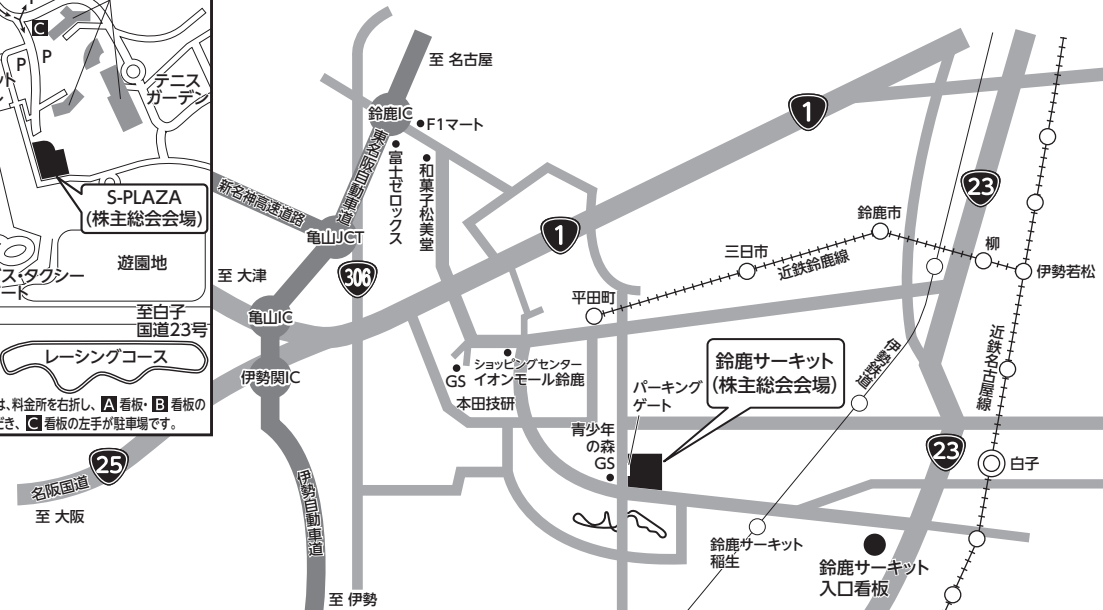 C
P
P
テニス
ガーデン
S-PLAZA
(株主総会会場)
遊園地
ス・タクシー
至白子
国道23号
レーシングコース
は、料金所を右折し、A看板・B看板の
だき、C看板の左手が駐車場です。
至 名古屋
鈴鹿IC
F1マート
東名阪自動車道
富士ゼロックス
和菓子松美堂
新名神高速道路
亀山JCT
306
至 大津
亀山IC
伊勢関IC
25
名阪国道
至 大阪
伊勢自動車道
至 伊勢
1
1
23
鈴鹿市
三日市
近鉄鈴鹿線
柳
伊勢若松
平田町
近鉄名古屋線
伊勢鉄道
GS
ショッピングセンター
イオンモール鈴鹿
本田技研
パーキング
ゲート
鈴鹿サーキット
(株主総会会場)
青少年
の森
GS
23
白子
鈴鹿サーキット
稲生
鈴鹿サーキット
入口看板